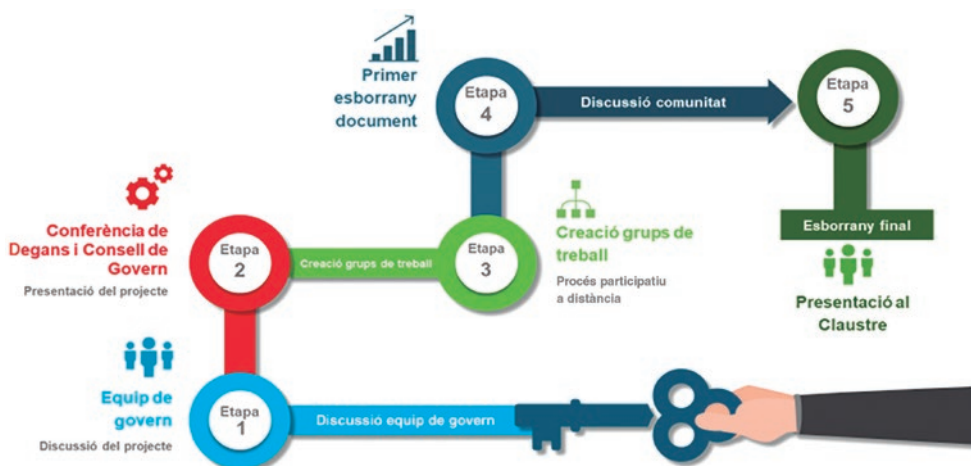 Primer
esborrany
document
Etapa
4
Discussió comunitat
Etapa
5
Conferència de
Degans i Consell de
Govern
Presentació del projecte
Etapa
2
Creació grups de treball
Etapa
3
Creació grups de
treball
Procés participatiu
a distància
Esborrany final
Presentació al
Claustre
Equip de
govern
Discussió del projecte
Etapa
1
Discussió equip de govern